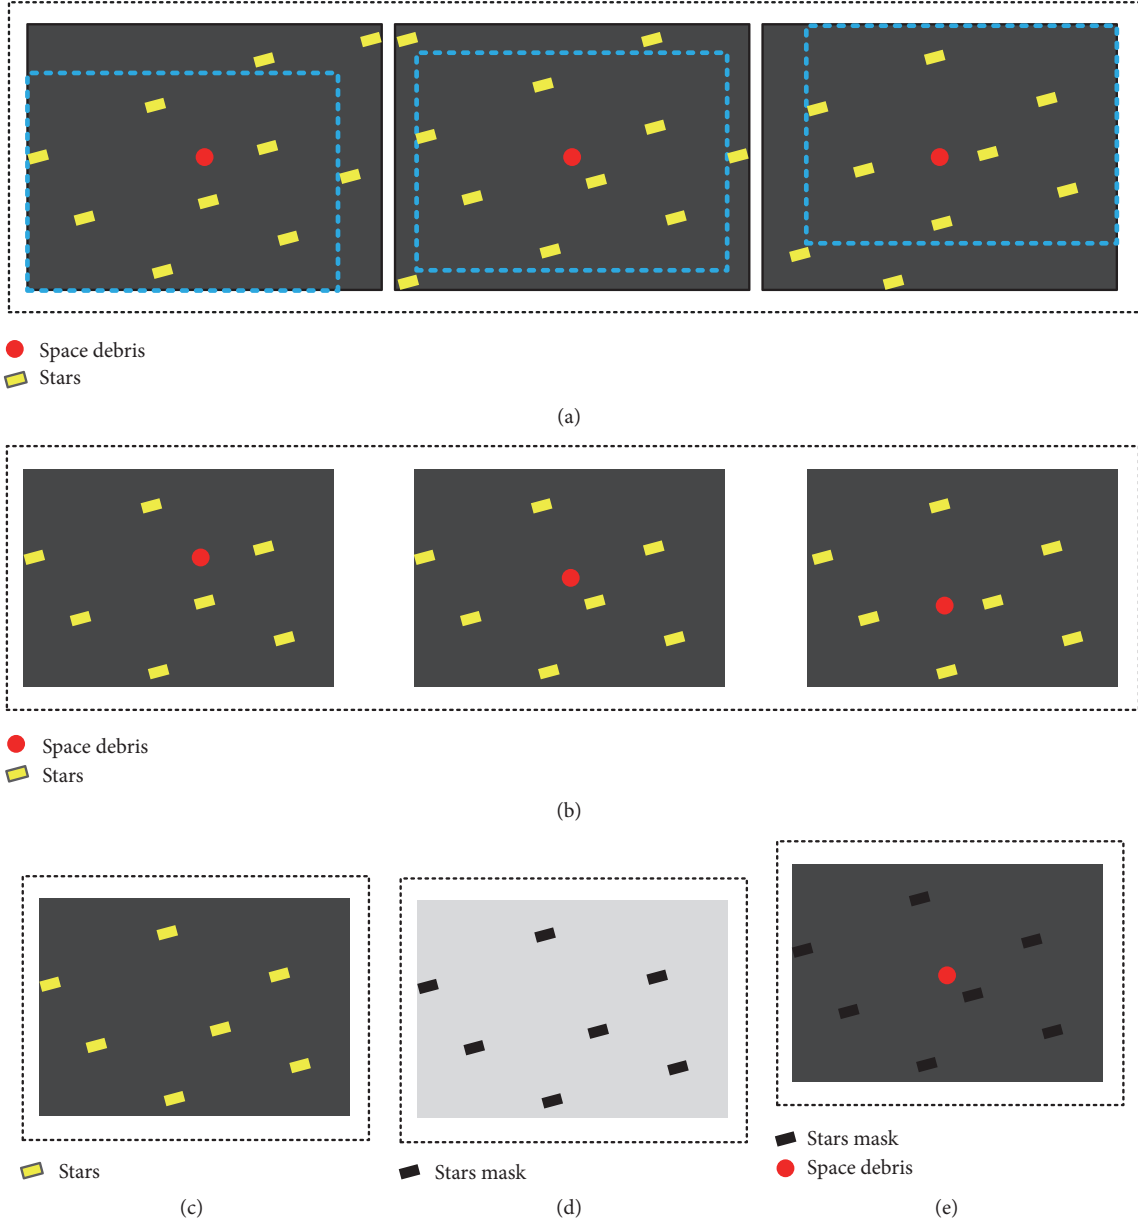 Space debris
Stars
(a)
Space debris
Stars
(b)
Stars
(c)
Stars mask
(d)
Stars mask
Space debris
(e)